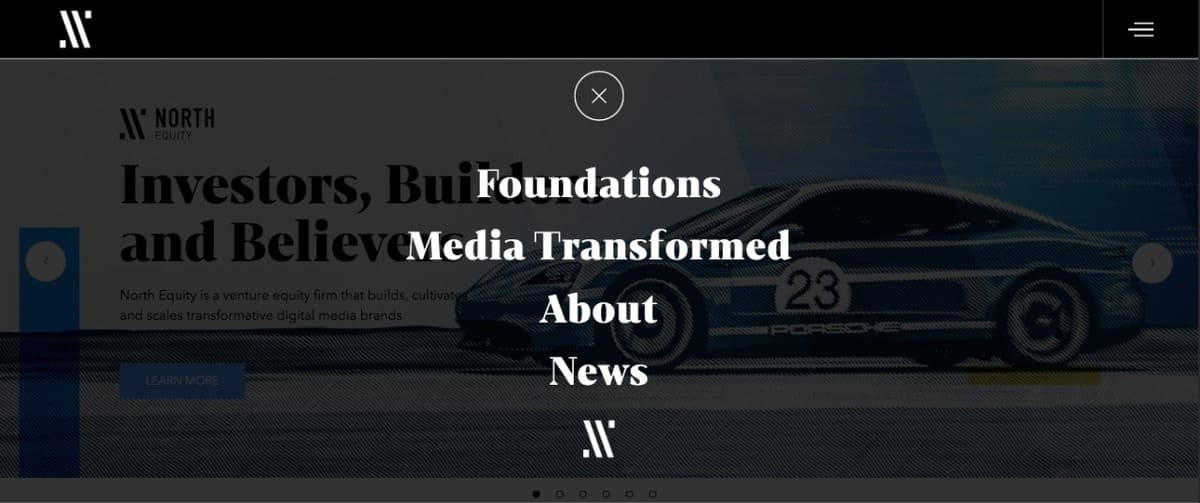 NORTH
EQUITY
Investors, Builders
and Believers
North Equity is a venture equity firm that builds, cultivates
and scales transformative digital media brands
LEARN MORE
Foundations
Media Transformed
About
News
23
PORSCHE